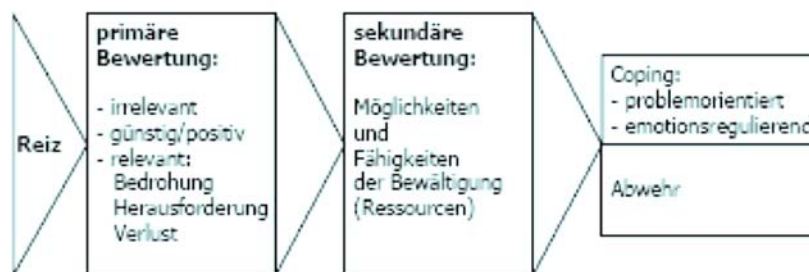 Reiz
primäre
Bewertung:
- irrelevant
- günstig/positiv
- relevant:
Bedrohung
Herausforderung
Verlust
sekundäre
Bewertung:
Möglichkeiten
und
Fähigkeiten
der Bewältigung
(Ressourcen)
Coping:
- problemorientiert
- emotionsregulierend
Abwehr